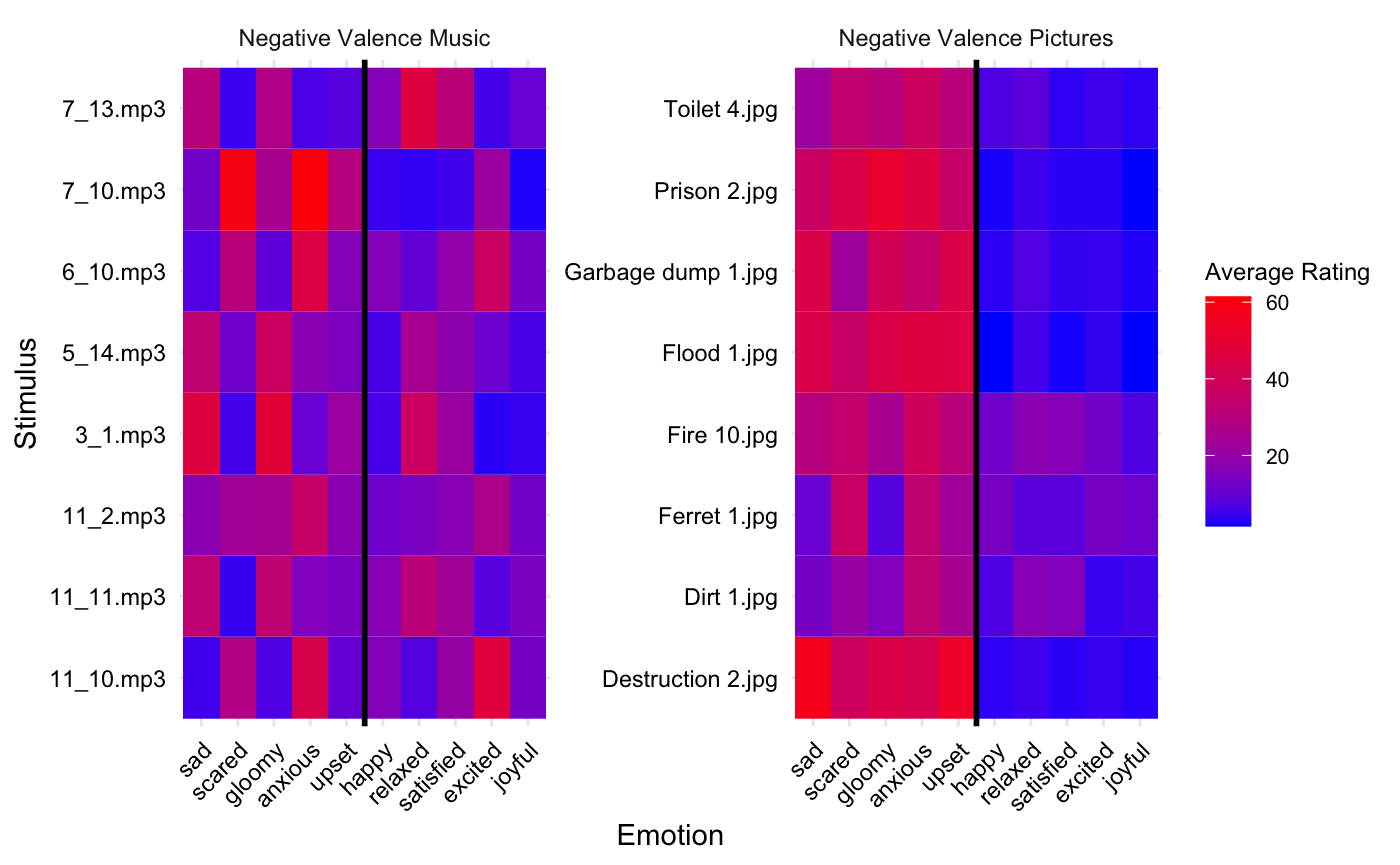 Negative Valence Music
Negative Valence Pictures
Stimulus
7_13.mp3
7_10.mp3
6_10.mp3
5_14.mp3
3_1.mp3
11_2.mp3
11_11.mp3
11_10.mp3
Toilet 4.jpg
Prison 2.jpg
Garbage dump 1.jpg
Flood 1.jpg
Fire 10.jpg
Ferret 1.jpg
Dirt 1.jpg
Destruction 2.jpg
sad
scared
gloomy
anxious
upset
happy
relaxed
satisfied
excited
joyful
sad
scared
gloomy
anxious
upset
happy
relaxed
satisfied
excited
joyful
Emotion
Average Rating
60
40
20